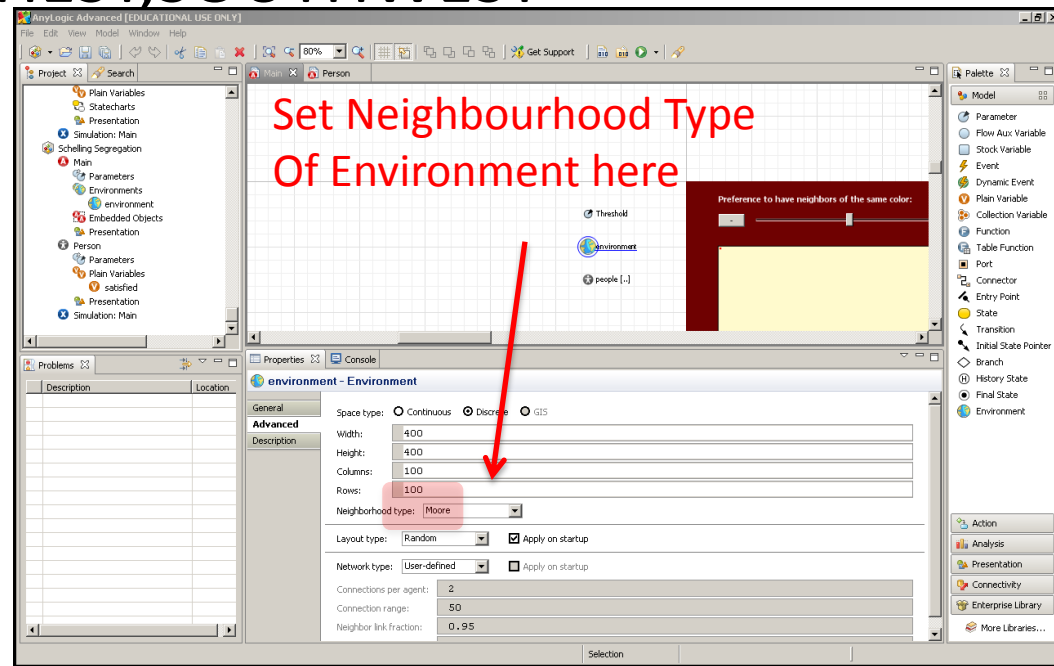 AnyLogic Advanced [EDUCATIONAL USE ONLY]
File Edit View Model Window Help
80%
Get Support
Project
Search
Plain Variables
Statecharts
Presentation
Simulation: Main
Schelling Segregation
Main
Parameters
Environments
environment
Embedded Objects
Presentation
Person
Parameters
Plain Variables
satisfied
Presentation
Simulation: Main
Main
Person
Set Neighbourhood Type
Of Environment here
Threshold
environment
people [..]
Preference to have neighbors of the same color:
-
Palette
Model
Parameter
Flow Aux Variable
Stock Variable
Event
Dynamic Event
Plain Variable
Collection Variable
Function
Table Function
Port
Connector
Entry Point
State
Transition
Initial State Pointer
Branch
History State
Final State
Environment
Action
Analysis
Presentation
Connectivity
Enterprise Library
More Libraries...
Problems
Description Location
Properties
Console
environment - Environment
General
Advanced
Description
Space type: Continuous Discrete GIS
Width: 400
Height: 400
Columns: 100
Rows: 100
Neighborhood type: Moore
Layout type: Random Apply on startup
Network type: User-defined Apply on startup
Connections per agent: 2
Connection range: 50
Neighbor link fraction: 0.95
Selection